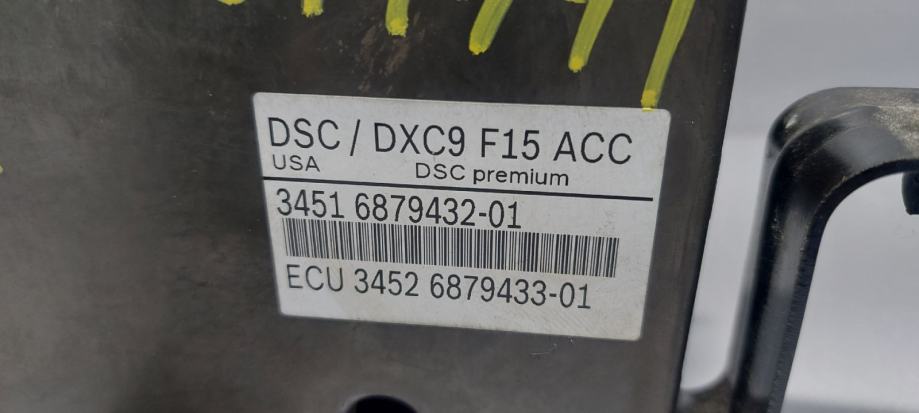 DSC / DXC9 F15 ACC
USA DSC premium
3451 6879432-01
ECU 3452 6879433-01